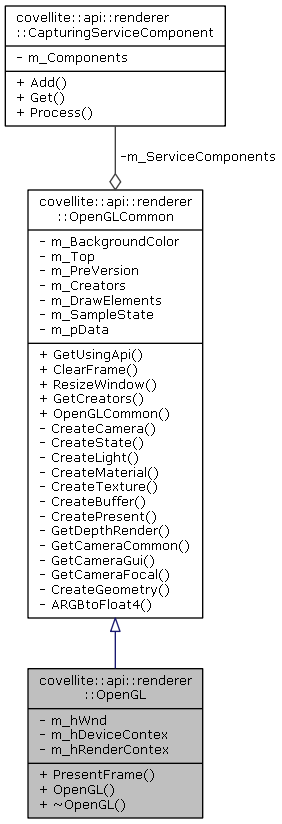 covellite::api::renderer
::CapturingServiceComponent
- m_Components
+ Add()
+ Get()
+ Process()
-m_ServiceComponents
covellite::api::renderer
::OpenGLCommon
- m_BackgroundColor
- m_Top
- m_PreVersion
- m_Creators
- m_DrawElements
- m_SampleState
- m_pData
+ GetUsingApi()
+ ClearFrame()
+ ResizeWindow()
+ GetCreators()
+ OpenGLCommon()
- CreateCamera()
- CreateState()
- CreateLight()
- CreateMaterial()
- CreateTexture()
- CreateBuffer()
- CreatePresent()
- GetDepthRender()
- GetCameraCommon()
- GetCameraGui()
- GetCameraFocal()
- CreateGeometry()
- ARGBtoFloat4()
covellite::api::renderer
::OpenGL
- m_hWnd
- m_hDeviceContex
- m_hRenderContex
+ PresentFrame()
+ OpenGL()
+ ~OpenGL()